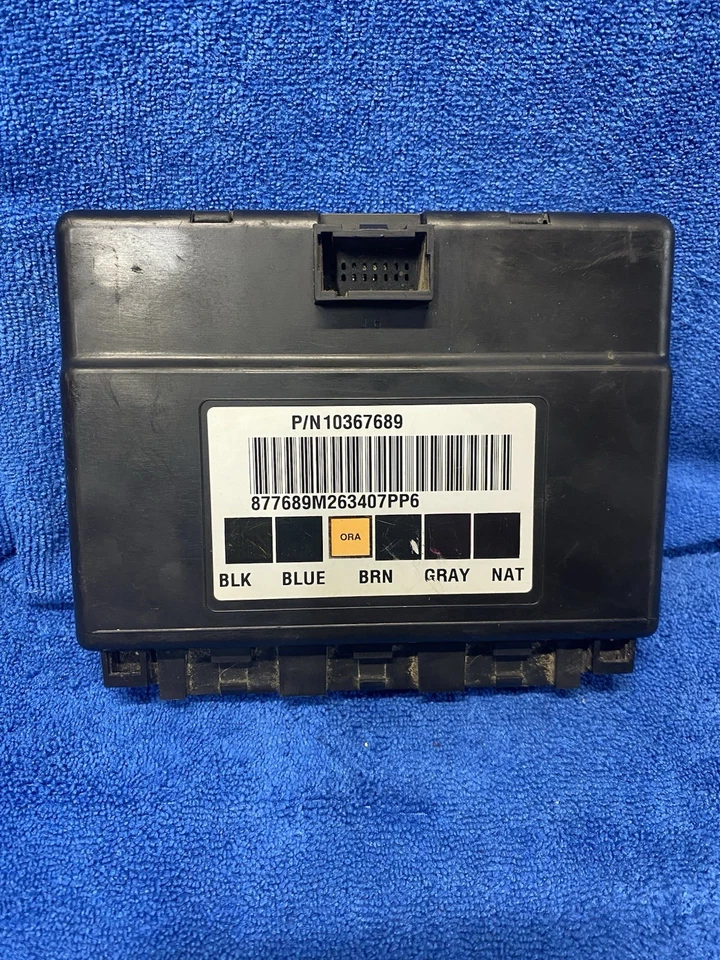 P/N10367689
877689M263407PP6
ORA
BLK BLUE BRN GRAY NAT